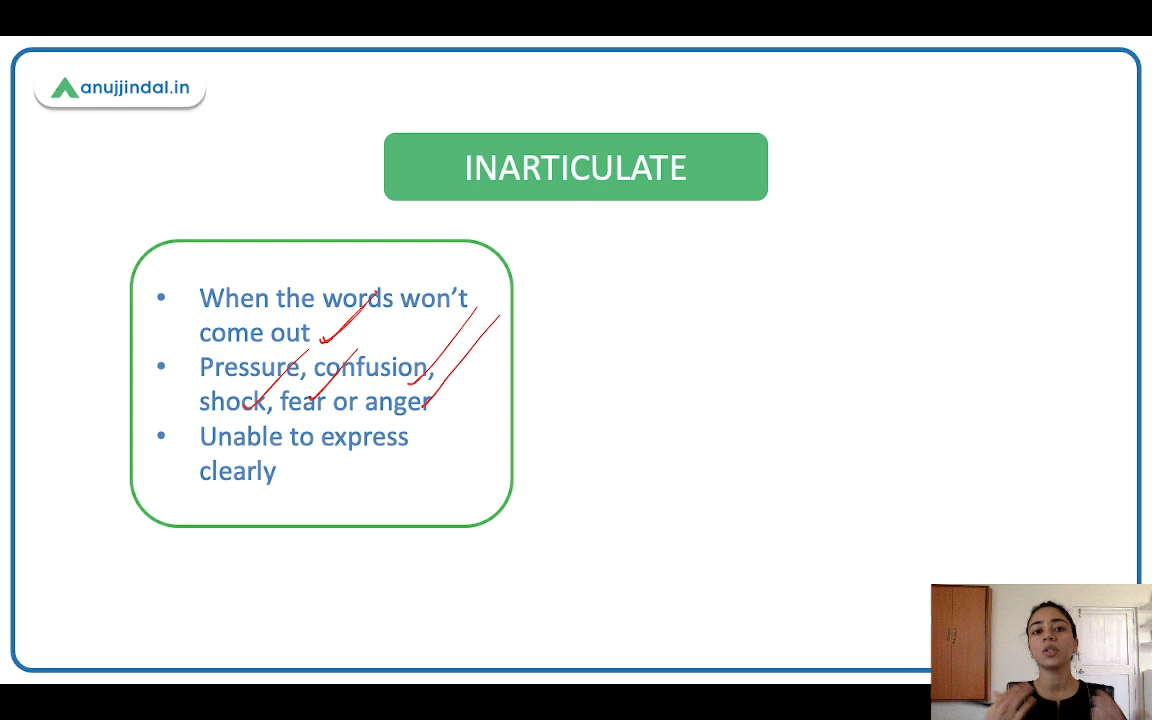 anujjindal.in
INARTICULATE
• When the words won’t
come out
• Pressure, confusion,
shock, fear or anger
• Unable to express
clearly